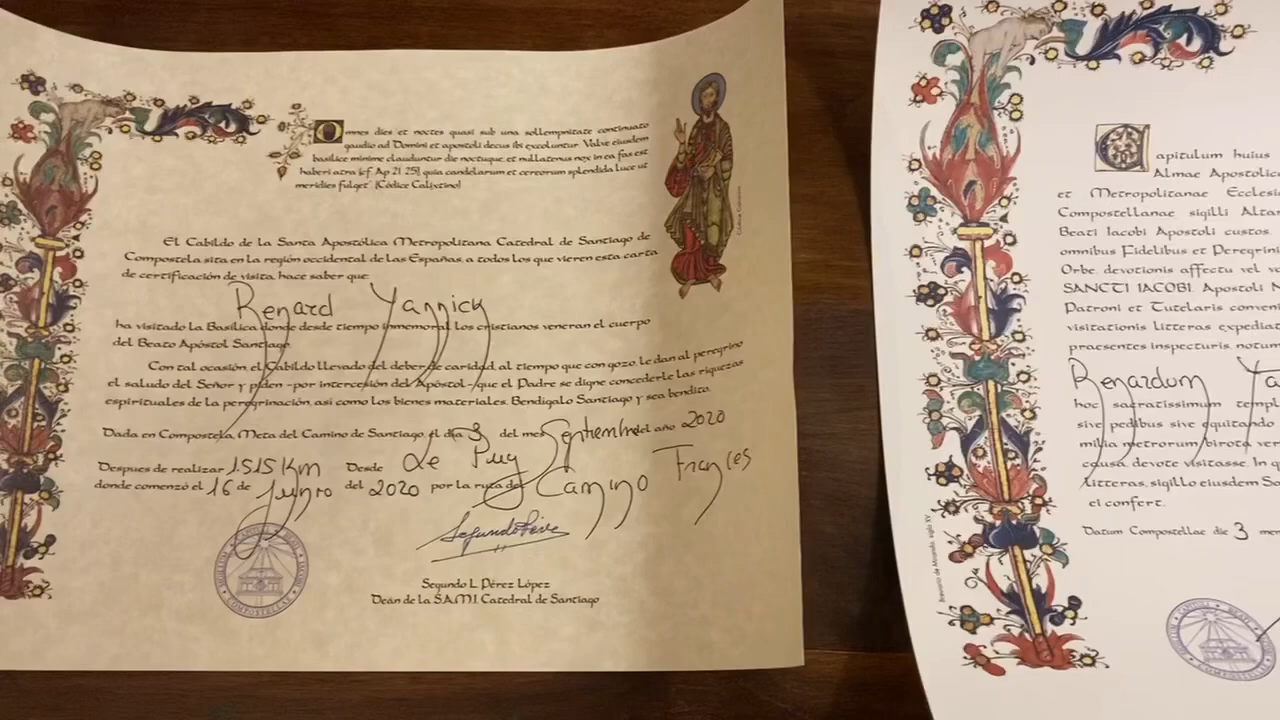 Omnes dies et noctes quasi sub una sollempnitate continuato
gaudio ad Domini et apostoli decus ibi excoluntur. Valve eiusdem
basilice minime clauduntur die noctuque, et nullatenus nox in ea fas est
haberi atra [cf. Ap 21, 25], quia candelarum et cereorum splendida luce ut
meridies fulget. [Códice Calixtino]
El Cabildo de la Santa Apostólica Metropolitana Catedral de Santiago de
Compostela sita en la región occidental de las Españas, a todos los que vieren esta carta
de certificación de visita, hace saber que:
Renard Yannick
ha visitado la Basílica donde desde tiempo inmemorial los cristianos veneran el cuerpo
del Beato Apóstol Santiago.
Con tal ocasión, el Cabildo llevado del deber de caridad, al tiempo que con gozo, le dan al peregrino
el saludo del Señor y piden -por intercesión del Apóstol- que el Padre se digne concederle las riquezas
espirituales de la peregrinación, así como los bienes materiales. Bendígalo Santiago y sea bendito.
Dada en Compostela, Meta del Camino de Santiago, el día 3 del mes Septiembre del año 2020
Despues de realizar 1.515 Km Desde Le Puy
donde comenzó el 16 de Junio del 2020 por la ruta de Camino Frances
Segundo L. Pérez López
Deán de la S.A.M.I. Catedral de Santiago
Capitulum huius
Almae Apostolica
et Metropolitanae Ecclesia
Compostellanae sigilli Alta
Beati Iacobi Apostoli custos
omnibus Fidelibus et Peregrini
Orbe, devotionis affectu vel v
SANCTI IACOBI, Apostoli N
Patroni et Tutelaris conven
visitationis litteras expediat
praesentes inspecturis, notum
Renardum Ya
hoc sacratissimum templ
sive pedibus sive equitando
milia metrorum, birota ver
causa, devote visitasse. In q
litteras, sigillo eiusdem Sa
ei confert.
Datum Compostellae die 3 men